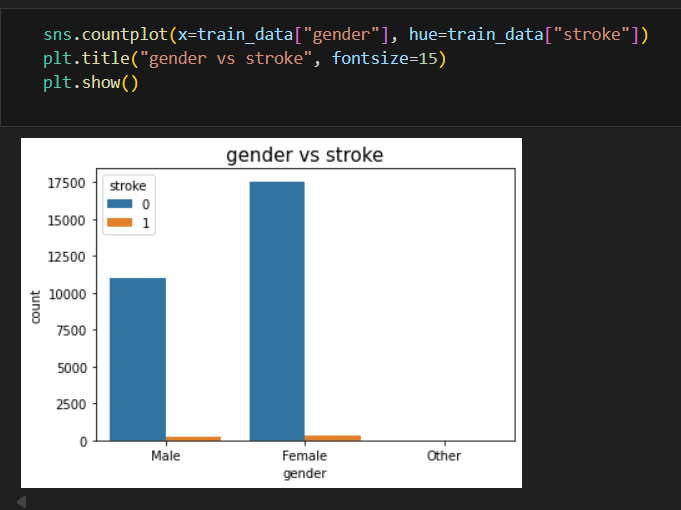 sns.countplot(x=train_data["gender"], hue=train_data["stroke"])
plt.title("gender vs stroke", fontsize=15)
plt.show()
gender vs stroke
stroke
0
1
17500
15000
12500
10000
7500
5000
2500
0
count
Male Female Other
gender